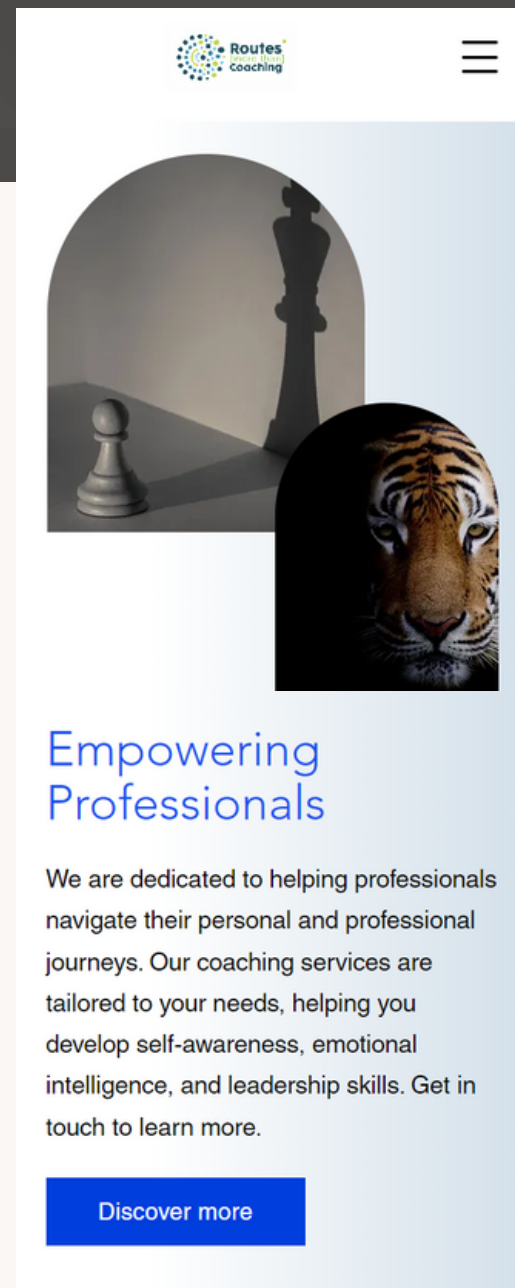 Routes
[more than]
Coaching
Empowering
Professionals
We are dedicated to helping professionals
navigate their personal and professional
journeys. Our coaching services are
tailored to your needs, helping you
develop self-awareness, emotional
intelligence, and leadership skills. Get in
touch to learn more.
Discover more